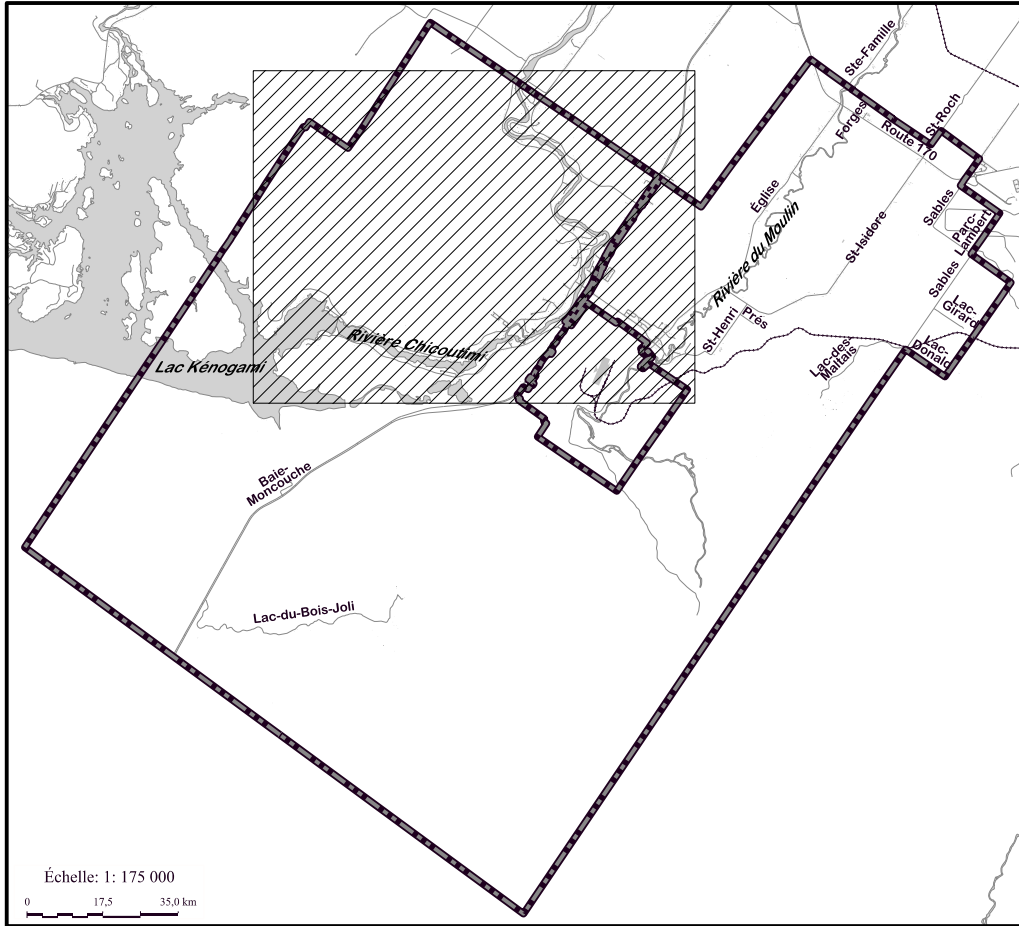 Ste-Famille
St-Roch
Forges
Route 170
Église
Sables
Parc-
Lambert
St-Isidore
Rivière du Moulin
Sables
Lac-
Girard
Prés
St-Henri
Rivière Chicoutimi
Lac-
Donald
Lac-des-
Maltais
Lac Kénogami
Baie-
Moncouche
Lac-du-Bois-Joli
Échelle: 1: 175 000
0 17,5 35,0 km